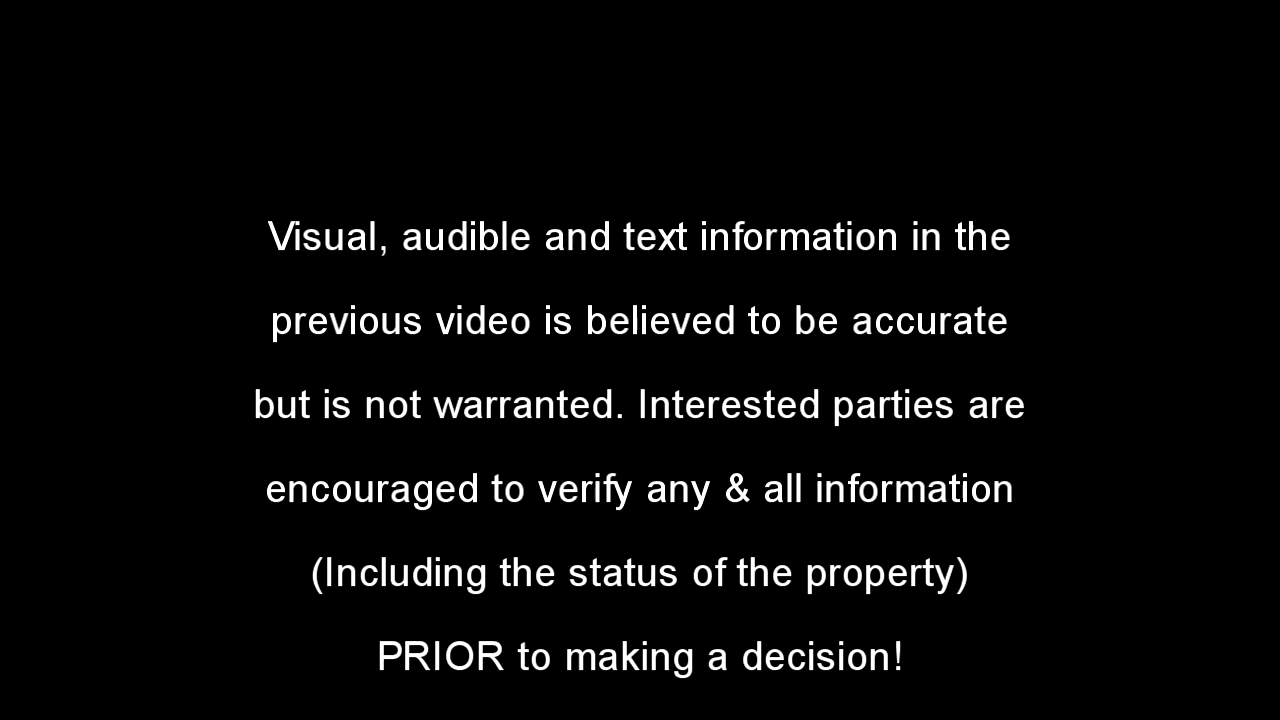 Visual, audible and text information in the
previous video is believed to be accurate
but is not warranted. Interested parties are
encouraged to verify any & all information
(Including the status of the property)
PRIOR to making a decision!